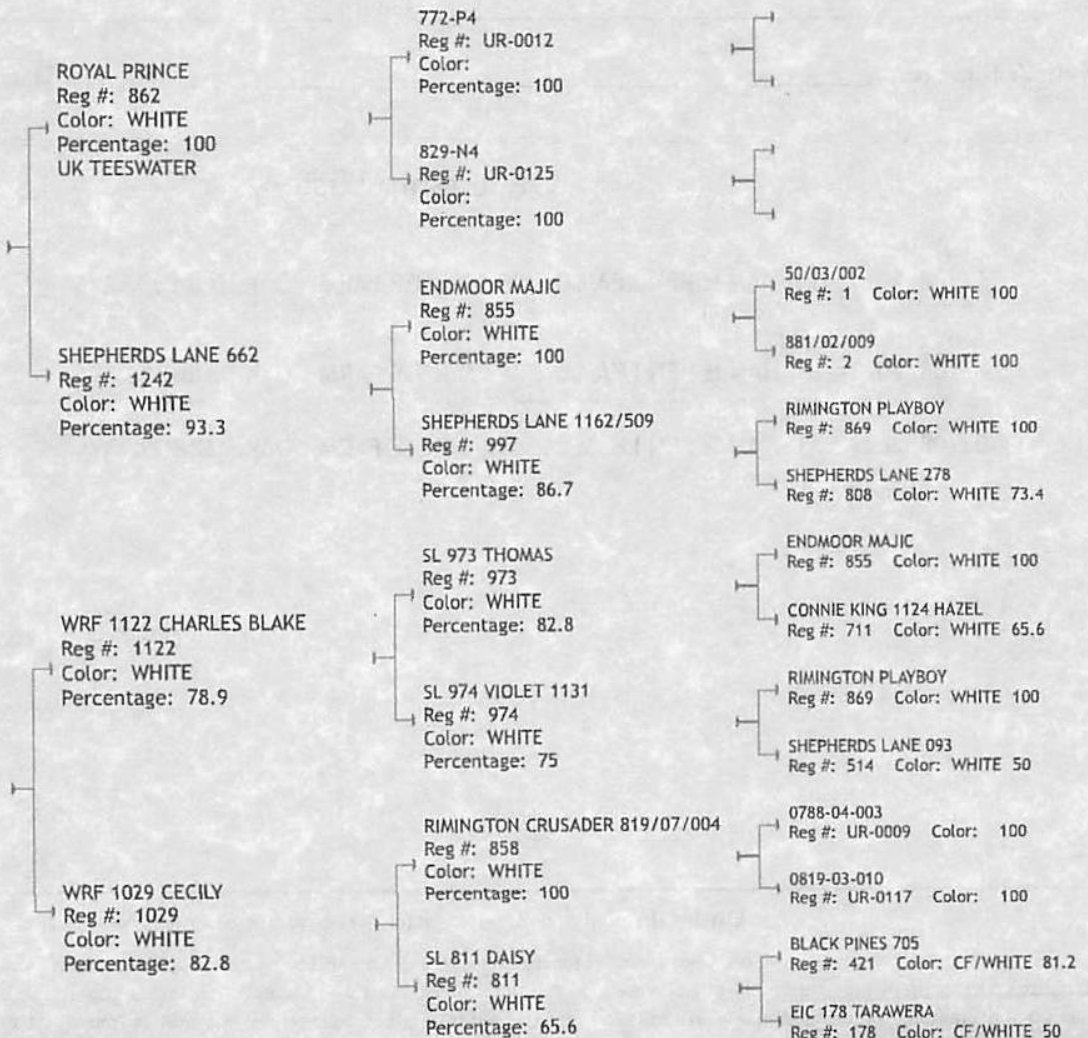 ROYAL PRINCE
Reg #: 862
Color: WHITE
Percentage: 100
UK TEESWATER
SHEPHERDS LANE 662
Reg #: 1242
Color: WHITE
Percentage: 93.3
WRF 1122 CHARLES BLAKE
Reg #: 1122
Color: WHITE
Percentage: 78.9
WRF 1029 CECILY
Reg #: 1029
Color: WHITE
Percentage: 82.8
772-P4
Reg #: UR-0012
Color:
Percentage: 100
829-N4
Reg #: UR-0125
Color:
Percentage: 100
ENDMOOR MAJIC
Reg #: 855
Color: WHITE
Percentage: 100
SHEPHERDS LANE 1162/509
Reg #: 997
Color: WHITE
Percentage: 86.7
SL 973 THOMAS
Reg #: 973
Color: WHITE
Percentage: 82.8
SL 974 VIOLET 1131
Reg #: 974
Color: WHITE
Percentage: 75
RIMINGTON CRUSADER 819/07/004
Reg #: 858
Color: WHITE
Percentage: 100
SL 811 DAISY
Reg #: 811
Color: WHITE
Percentage: 65.6
50/03/002
Reg #: 1 Color: WHITE 100
881/02/009
Reg #: 2 Color: WHITE 100
RIMINGTON PLAYBOY
Reg #: 869 Color: WHITE 100
SHEPHERDS LANE 278
Reg #: 808 Color: WHITE 73.4
ENDMOOR MAJIC
Reg #: 855 Color: WHITE 100
CONNIE KING 1124 HAZEL
Reg #: 711 Color: WHITE 65.6
RIMINGTON PLAYBOY
Reg #: 869 Color: WHITE 100
SHEPHERDS LANE 093
Reg #: 514 Color: WHITE 50
0788-04-003
Reg #: UR-0009 Color: 100
0819-03-010
Reg #: UR-0117 Color: 100
BLACK PINES 705
Reg #: 421 Color: CF/WHITE 81.2
EIC 178 TARAWERA
Reg #: 178 Color: CF/WHITE 50